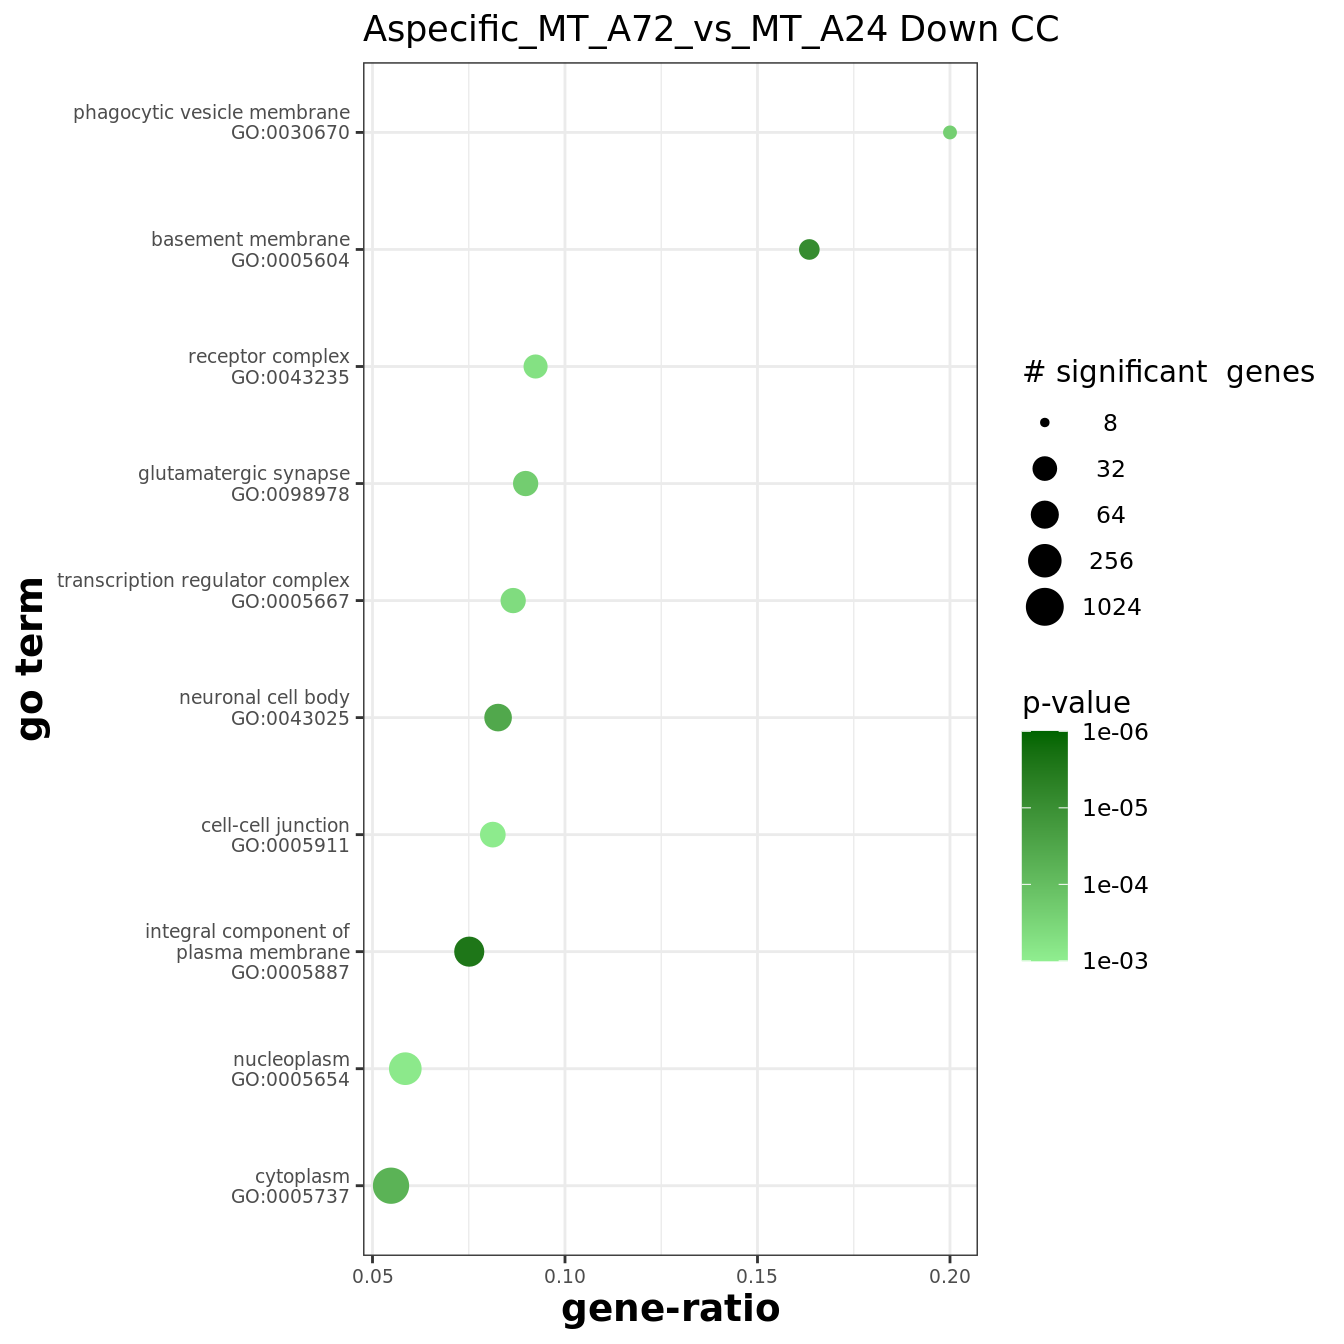 Aspecific_MT_A72_vs_MT_A24 Down CC
phagocytic vesicle membrane
GO:0030670
basement membrane
GO:0005604
receptor complex
GO:0043235
glutamatergic synapse
GO:0098978
transcription regulator complex
GO:0005667
neuronal cell body
GO:0043025
cell-cell junction
GO:0005911
integral component of
plasma membrane
GO:0005887
nucleoplasm
GO:0005654
cytoplasm
GO:0005737
go term
0.05
0.10
0.15
0.20
gene-ratio
# significant  genes
8
32
64
256
1024
p-value
1e-06
1e-05
1e-04
1e-03